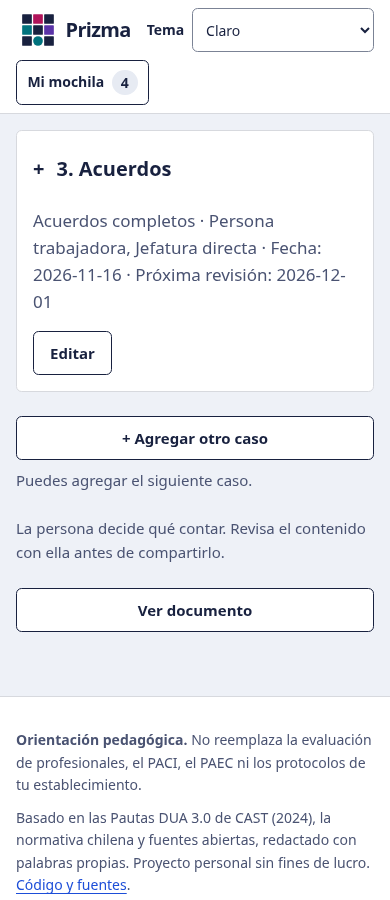 Prizma
Tema
Claro
Mi mochila 4
+ 3. Acuerdos
Acuerdos completos · Persona
trabajadora, Jefatura directa · Fecha:
2026-11-16 · Próxima revisión: 2026-12-
01
Editar
+ Agregar otro caso
Puedes agregar el siguiente caso.
La persona decide qué contar. Revisa el contenido
con ella antes de compartirlo.
Ver documento
Orientación pedagógica. No reemplaza la evaluación
de profesionales, el PACI, el PAEC ni los protocolos de
tu establecimiento.
Basado en las Pautas DUA 3.0 de CAST (2024), la
normativa chilena y fuentes abiertas, redactado con
palabras propias. Proyecto personal sin fines de lucro.
Código y fuentes.